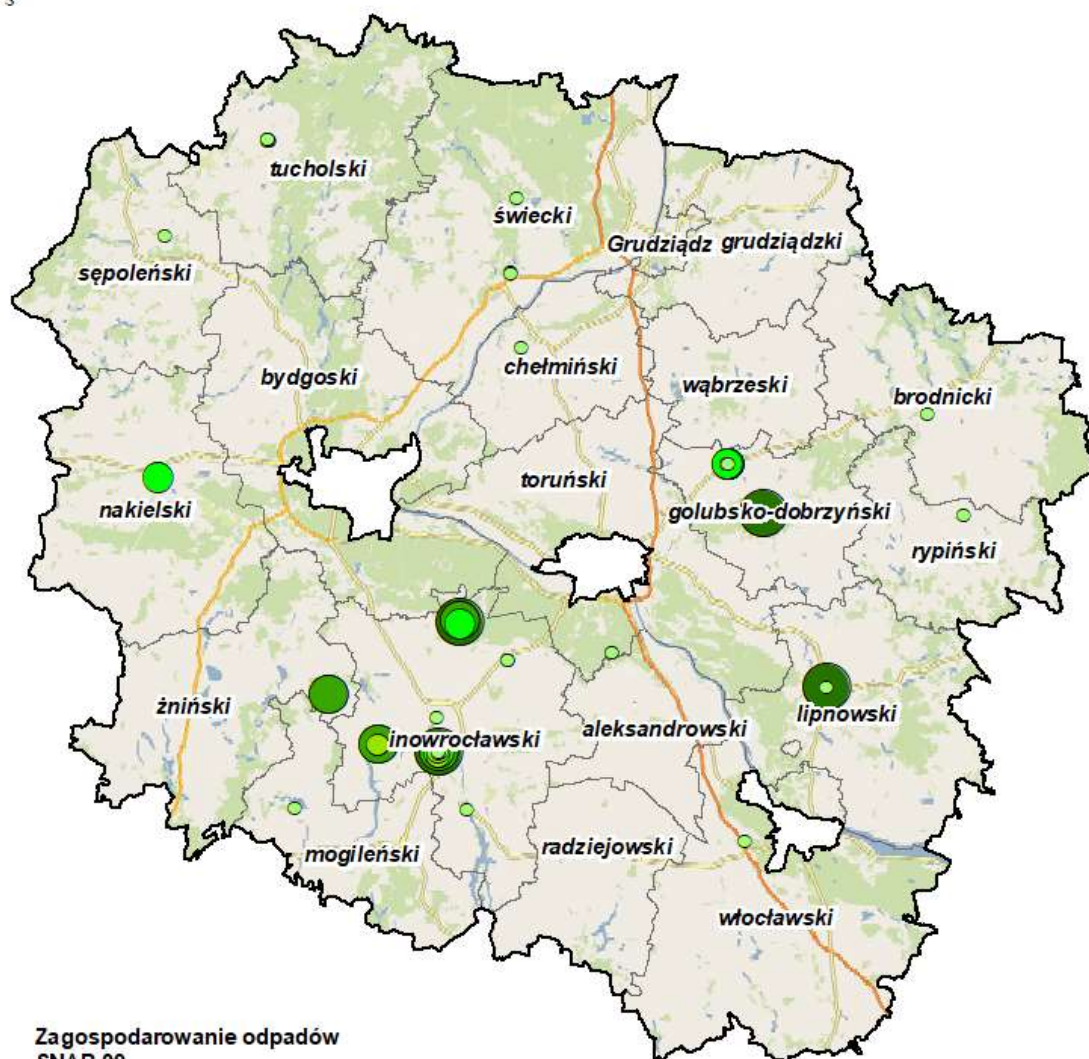 tucholski
świecki
Grudziądz grudziądzki
sępoleński
bydgoski
chełmiński
wąbrzeski
brodnicki
toruński
nakielski
golubsko-dobrzyński
rypiński
żniński
lipnowski
inowrocławski aleksandrowski
mogileński
radziejowski
włocławski
Zagospodarowanie odpadów